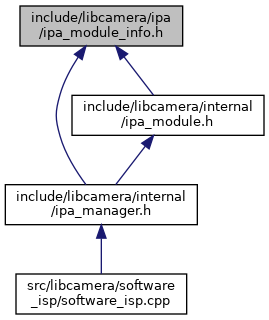 include/libcamera/ipa
/ipa_module_info.h
include/libcamera/internal
/ipa_module.h
include/libcamera/internal
/ipa_manager.h
src/libcamera/software
_isp/software_isp.cpp